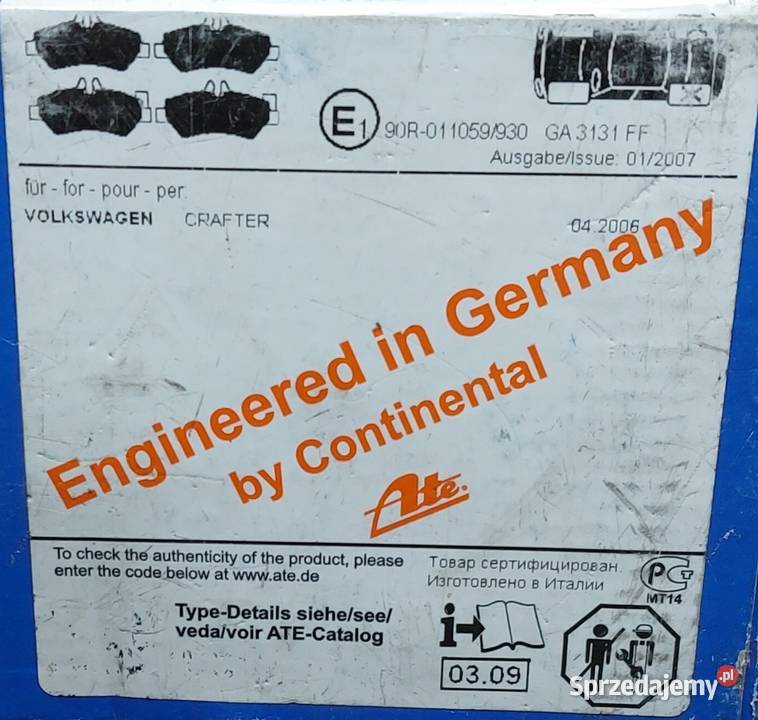 E1 90R-011059/930 GA 3131 FF
Ausgabe/Issue: 01/2007
für - for - pour - per:
VOLKSWAGEN CRAFTER 04.2006
Engineered in Germany
by Continental
Ate.
To check the authenticity of the product, please
enter the code below at www.ate.de
Товар сертифицирован.
Изготовлено в Италии
РСТ
МТ14
Type-Details siehe/see/
veda/voir ATE-Catalog
i
03.09
Sprzedajemy.pl